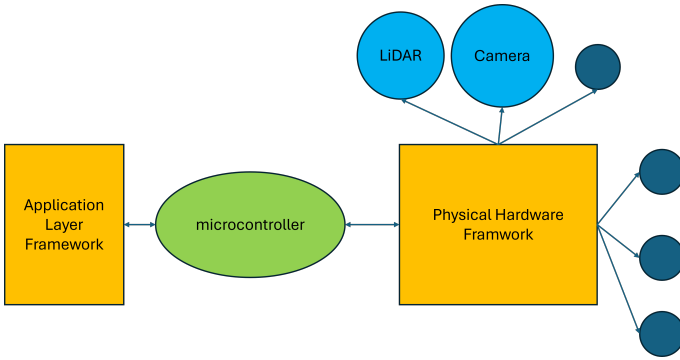 LiDAR
Camera
Application
Layer
Framework
microcontroller
Physical Hardware
Framwork